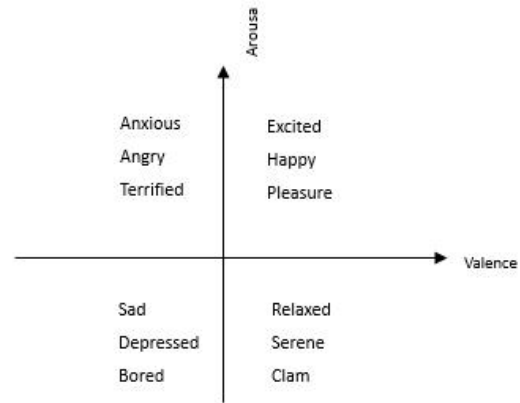 Arousa
Anxious
Angry
Terrified
Excited
Happy
Pleasure
Valence
Sad
Depressed
Bored
Relaxed
Serene
Clam